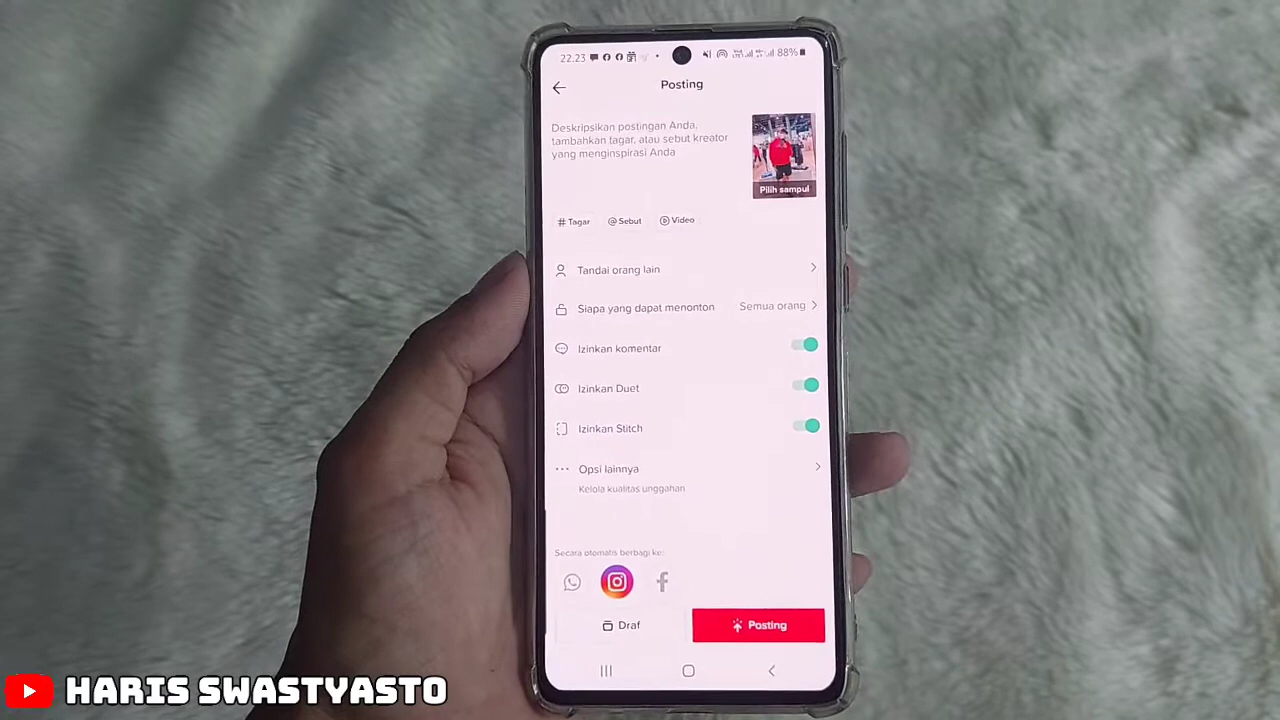 22.23
88%
Posting
Deskripsikan postingan Anda,
tambahkan tagar, atau sebut kreator
yang menginspirasi Anda
Pilih sampul
# Tagar
@ Sebut
Video
Tandai orang lain
Siapa yang dapat menonton
Semua orang
Izinkan komentar
Izinkan Duet
Izinkan Stitch
Opsi lainnya
Kelola kualitas unggahan
Secara otomatis berbagi ke:
Draf
Posting
HARIS SWASTYASTO